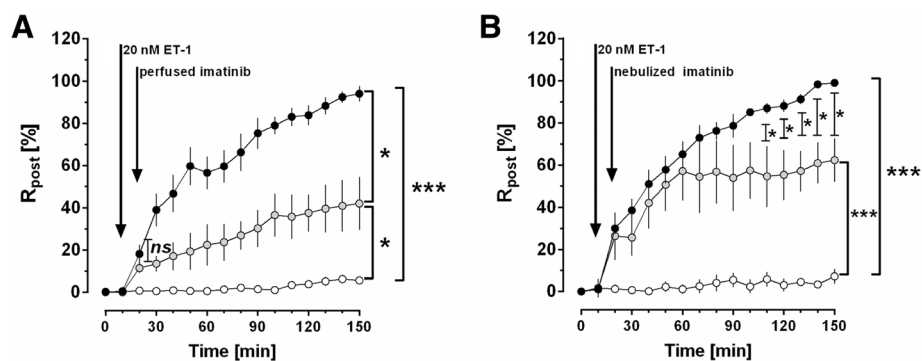 A
120
100
80
60
40
20
0
R_post [%]
20 nM ET-1
perfused imatinib
ns
*
*
***
0 30 60 90 120 150
Time [min]
B
120
100
80
60
40
20
0
R_post [%]
20 nM ET-1
nebulized imatinib
* * * * *
***
***
0 30 60 90 120 150
Time [min]